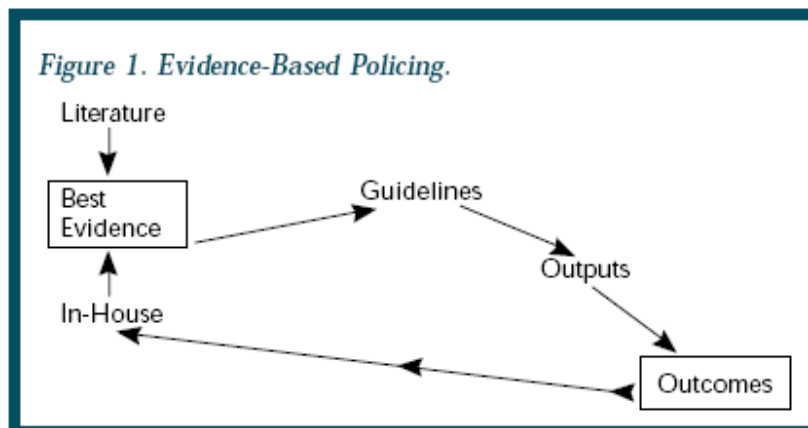 Figure 1. Evidence-Based Policing.
Literature
Best
Evidence
Guidelines
Outputs
In-House
Outcomes